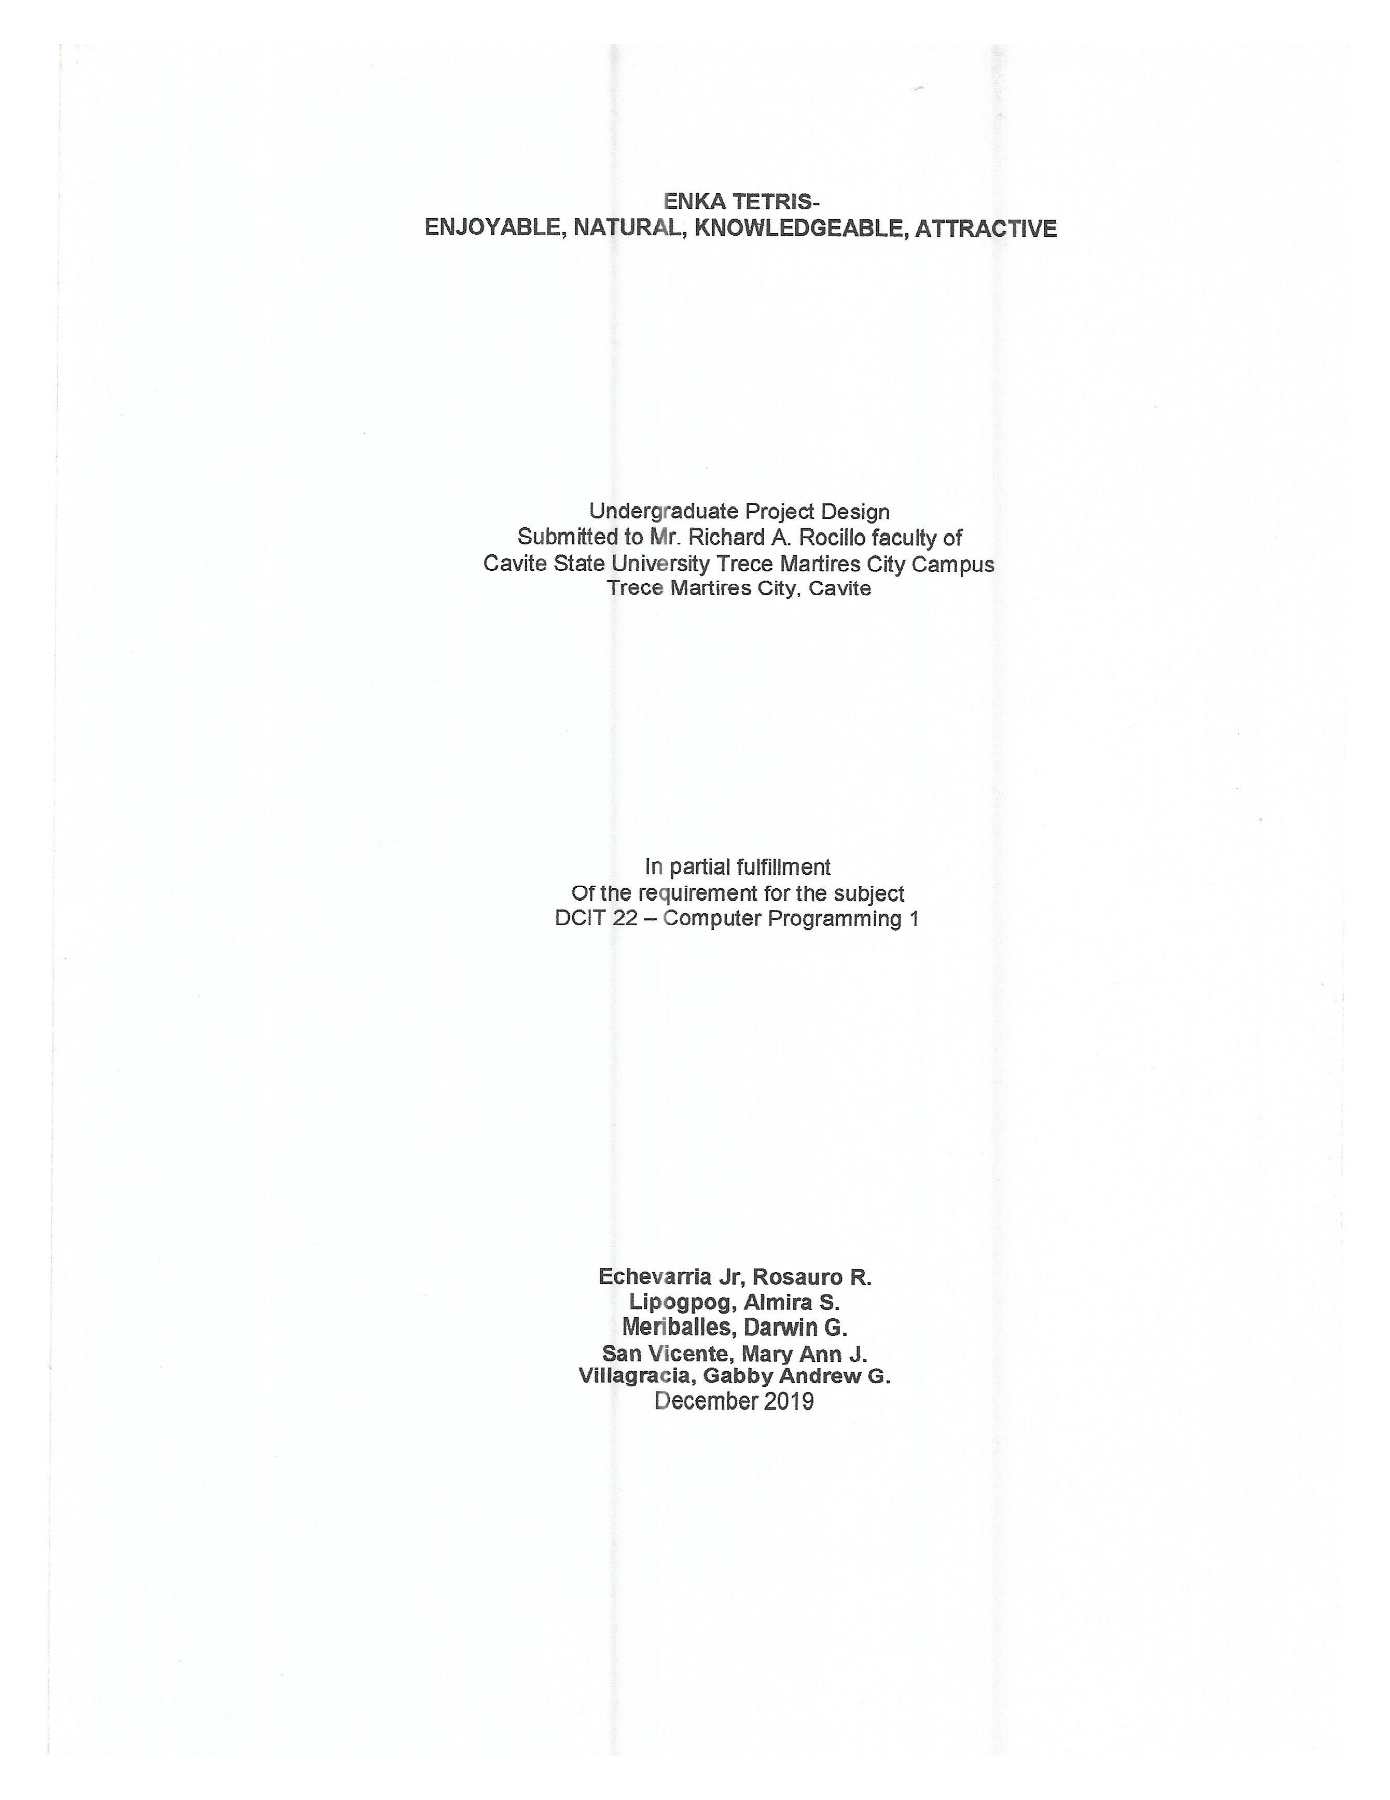 ENKA TETRIS-
ENJOYABLE, NATURAL, KNOWLEDGEABLE, ATTRACTIVE
Undergraduate Project Design
Submitted to Mr. Richard A. Rocillo faculty of
Cavite State University Trece Martires City Campus
Trece Martires City, Cavite
In partial fulfillment
Of the requirement for the subject
DCIT 22 – Computer Programming 1
Echevarria Jr, Rosauro R.
Lipogpog, Almira S.
Meriballes, Darwin G.
San Vicente, Mary Ann J.
Villagracia, Gabby Andrew G.
December 2019